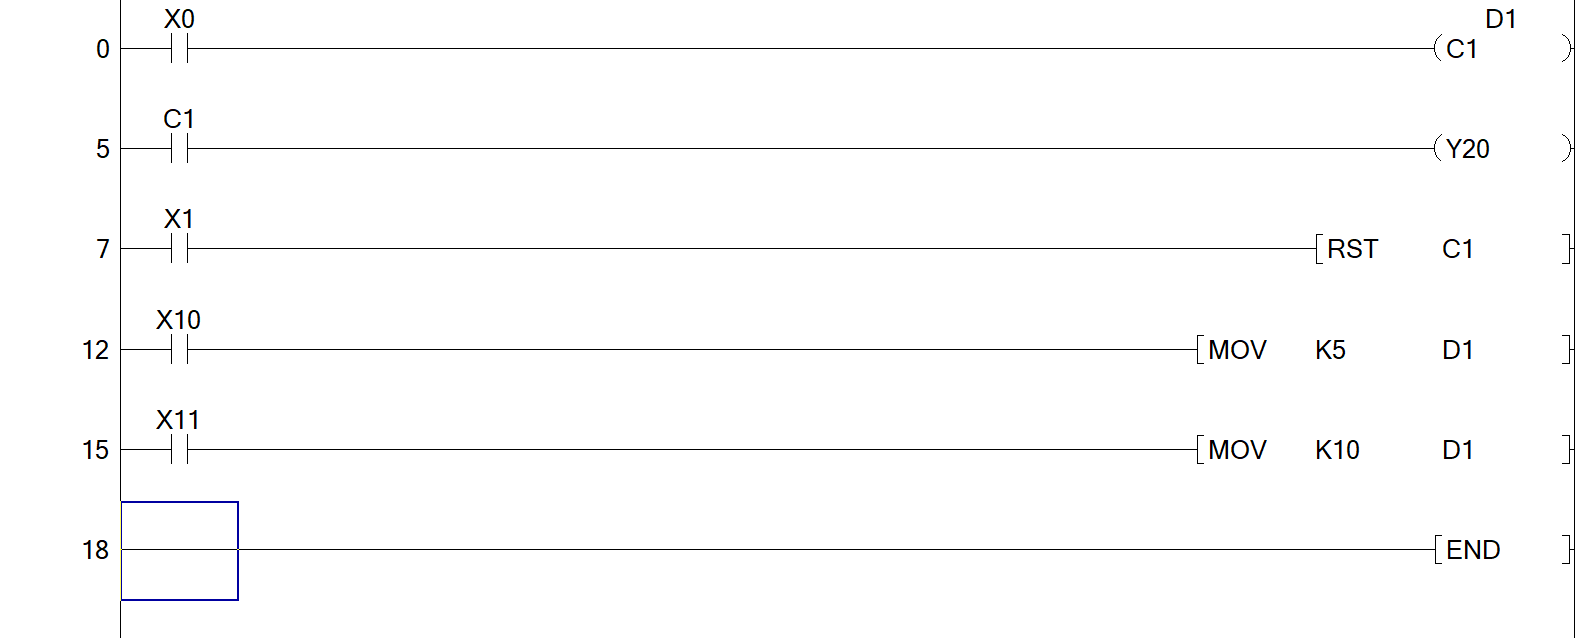 X0 D1
0 C1
C1
5 Y20
X1
7 RST C1
X10
12 MOV K5 D1
X11
15 MOV K10 D1
18 END